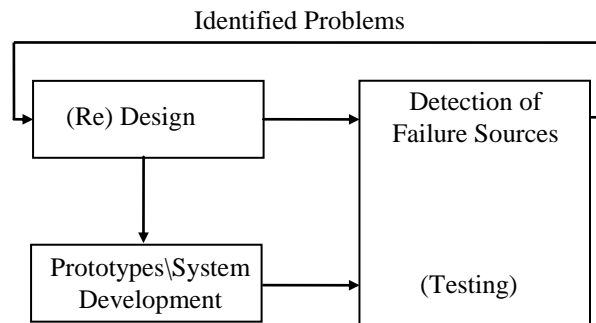 Identified Problems
(Re) Design
Detection of
Failure Sources
Prototypes\System
Development
(Testing)